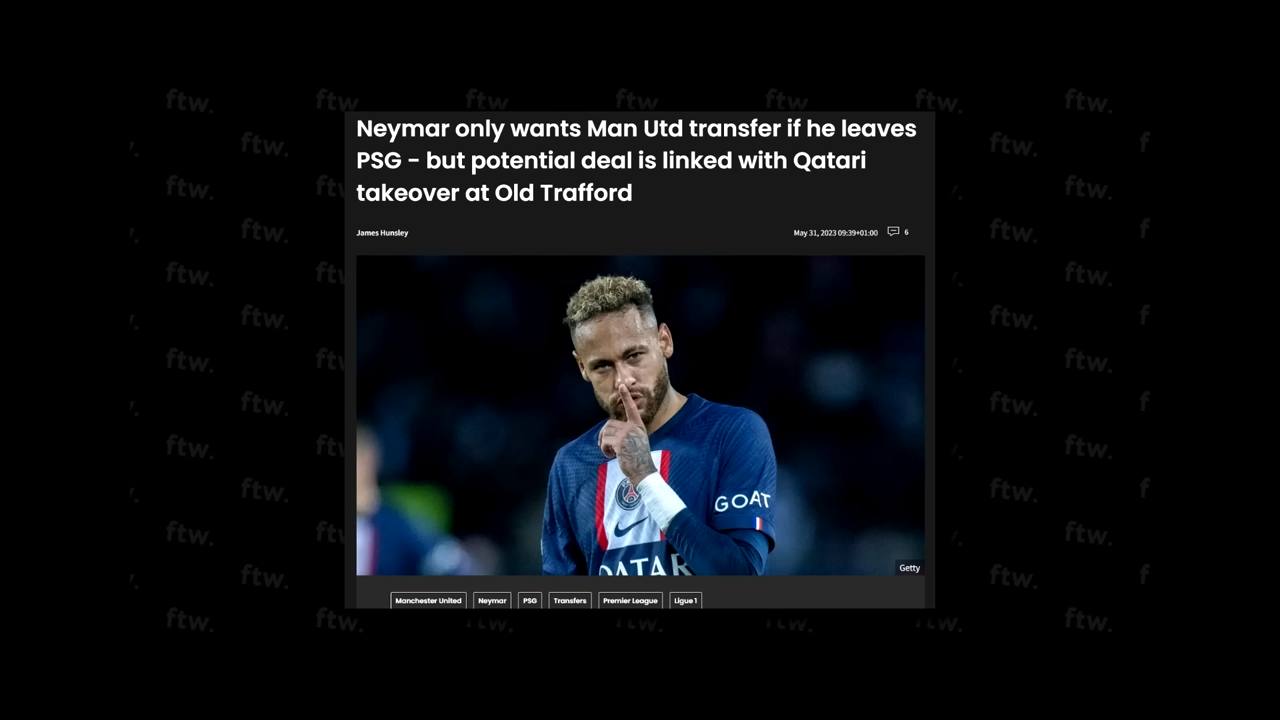 Neymar only wants Man Utd transfer if he leaves
PSG - but potential deal is linked with Qatari
takeover at Old Trafford
James Hunsley
May 31, 2023 09:39+01:00
6
GOAT
QATAR
Getty
Manchester United
Neymar
PSG
Transfers
Premier League
Ligue 1
ftw.